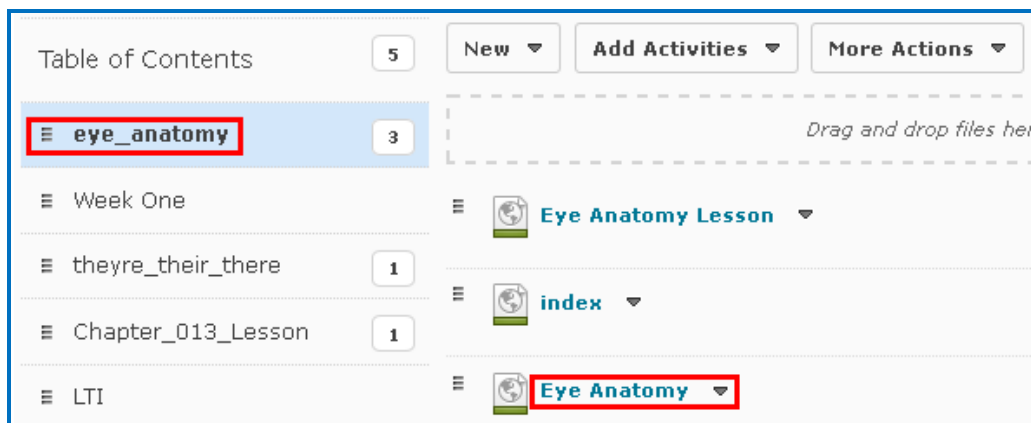 Table of Contents 5
eye_anatomy 3
Week One
theyre_their_there 1
Chapter_013_Lesson 1
LTI
New Add Activities More Actions
Drag and drop files her
Eye Anatomy Lesson
index
Eye Anatomy